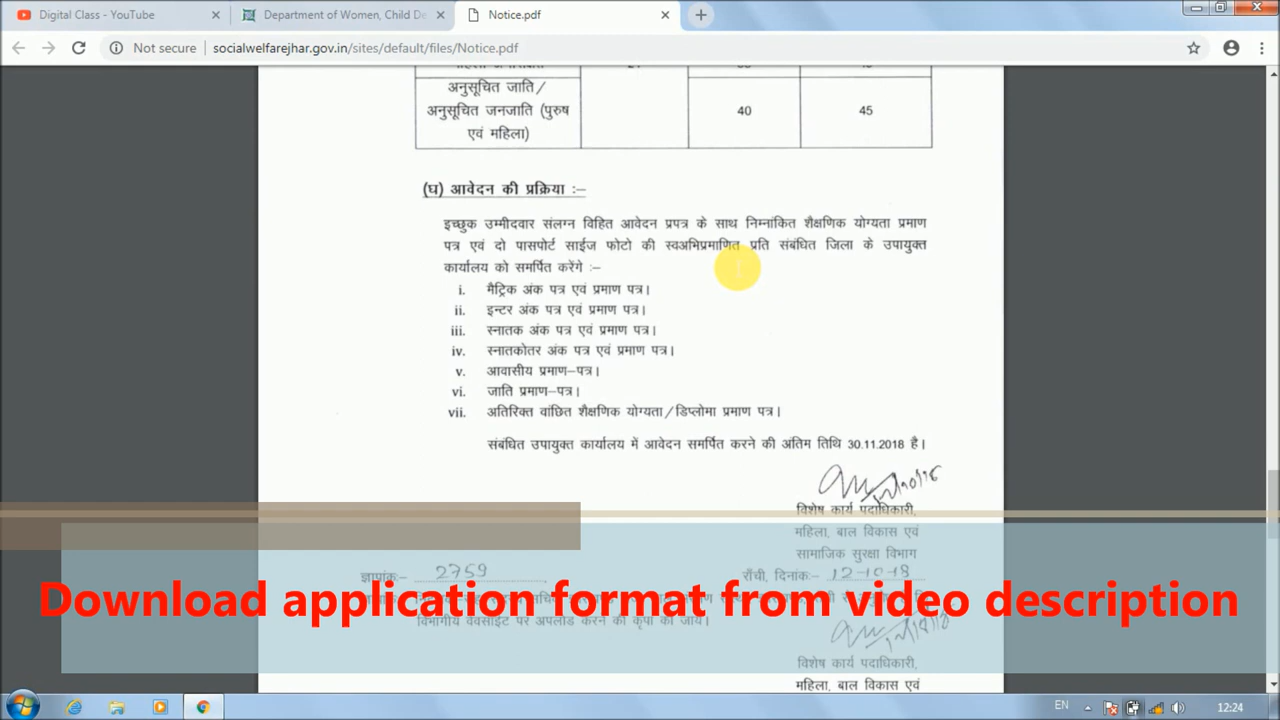 Digital Class - YouTube
Department of Women, Child De
Notice.pdf
Not secure
socialwelfarejhar.gov.in/sites/default/files/Notice.pdf
अनुसूचित जाति/
अनुसूचित जनजाति (पुरुष
एवं महिला)
40
45
(घ) आवेदन की प्रक्रिया :–
इच्छुक उम्मीदवार संलग्न विहित आवेदन प्रपत्र के साथ निम्नांकित शैक्षणिक योग्यता प्रमाण
पत्र एवं दो पासपोर्ट साईज फोटो की स्वअभिप्रमाणित प्रति संबंधित जिला के उपायुक्त
कार्यालय को समर्पित करेंगे :–
i. मैट्रिक अंक पत्र एवं प्रमाण पत्र।
ii. इन्टर अंक पत्र एवं प्रमाण पत्र।
iii. स्नातक अंक पत्र एवं प्रमाण पत्र।
iv. स्नातकोतर अंक पत्र एवं प्रमाण पत्र।
v. आवासीय प्रमाण–पत्र।
vi. जाति प्रमाण–पत्र।
vii. अतिरिक्त वांछित शैक्षणिक योग्यता/डिप्लोमा प्रमाण पत्र।
संबंधित उपायुक्त कार्यालय में आवेदन समर्पित करने की अंतिम तिथि 30.11.2018 है।
विशेष कार्य पदाधिकारी,
महिला, बाल विकास एवं
सामाजिक सुरक्षा विभाग
ज्ञापांक:– 2759 राँची, दिनांक:– 12-10-18
Download application format from video description
विभागीय वेवसाईट पर अपलोड करने की कृपा की जाय।
विशेष कार्य पदाधिकारी,
महिला, बाल विकास एवं
EN
12:24